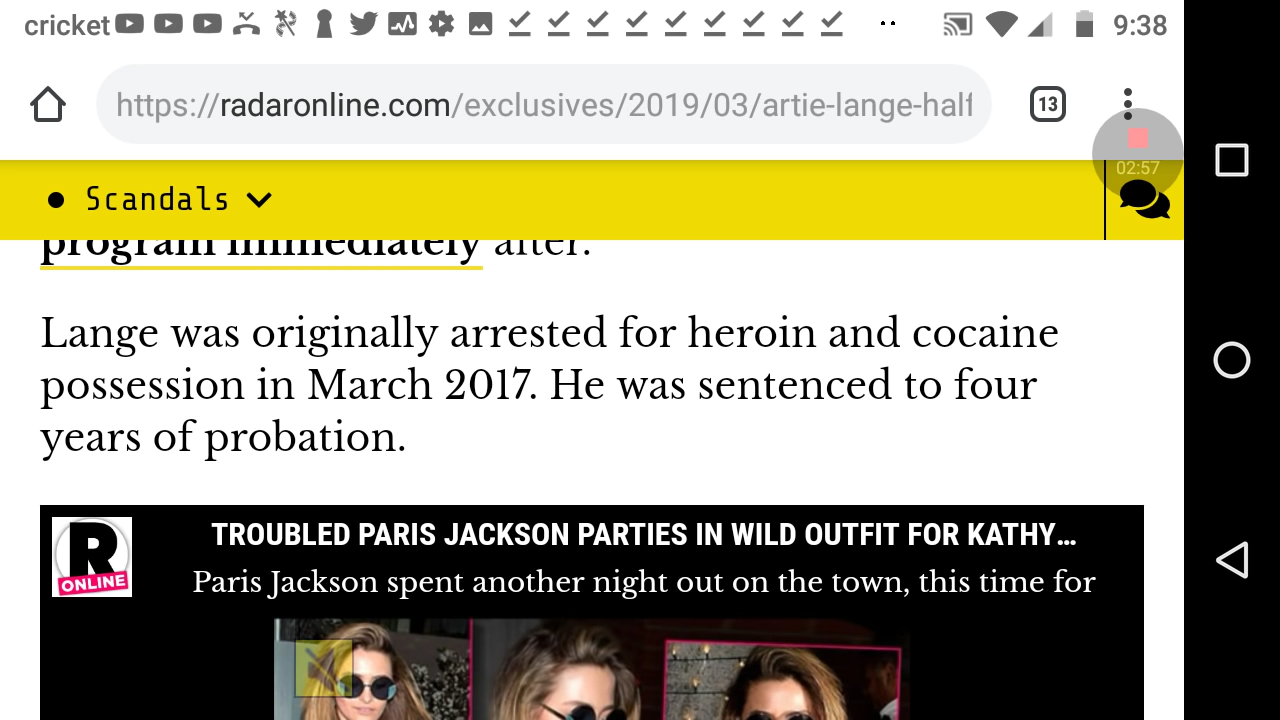 cricket 9:38
https://radaronline.com/exclusives/2019/03/artie-lange-half
13
02:57
Scandals
program immediately after.
Lange was originally arrested for heroin and cocaine
possession in March 2017. He was sentenced to four
years of probation.
R
ONLINE
TROUBLED PARIS JACKSON PARTIES IN WILD OUTFIT FOR KATHY…
Paris Jackson spent another night out on the town, this time for